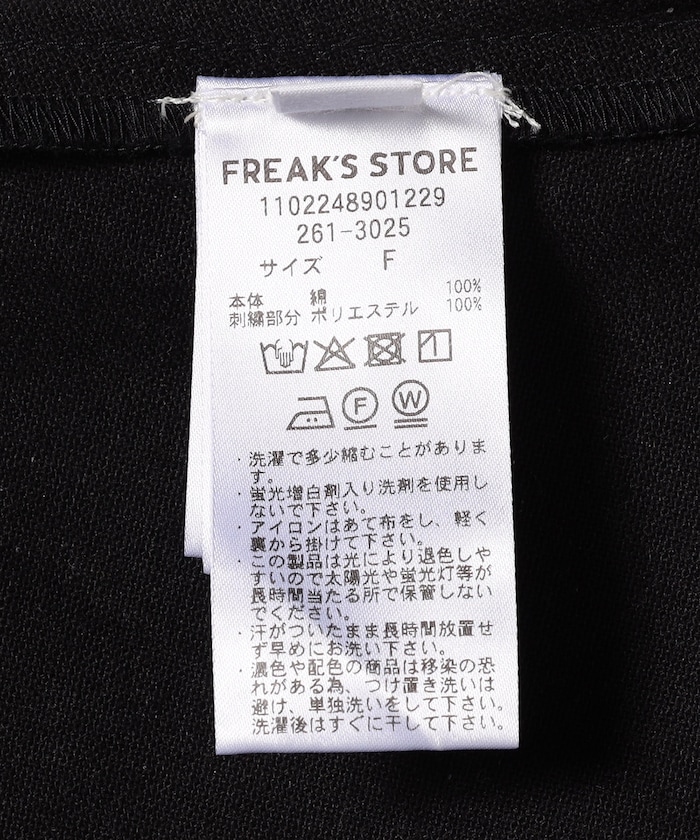 FREAK'S STORE
1102248901229
261-3025
サイズ F
本体 綿 100%
刺繍部分 ポリエステル 100%
F W
・洗濯で多少縮むことがありま
す。
・蛍光増白剤入り洗剤を使用し
ないで下さい。
・アイロンはあて布をし、軽く
裏から掛けて下さい。
・この製品は光により退色しや
すいので太陽光や蛍光灯等が
長時間当たる所で保管しない
でください。
・汗がついたまま長時間放置せ
ず早めにお洗い下さい。
・濃色や配色の商品は移染の恐
れがある為、つけ置き洗いは
避け、単独洗いをして下さい。
洗濯後はすぐに干して下さい。